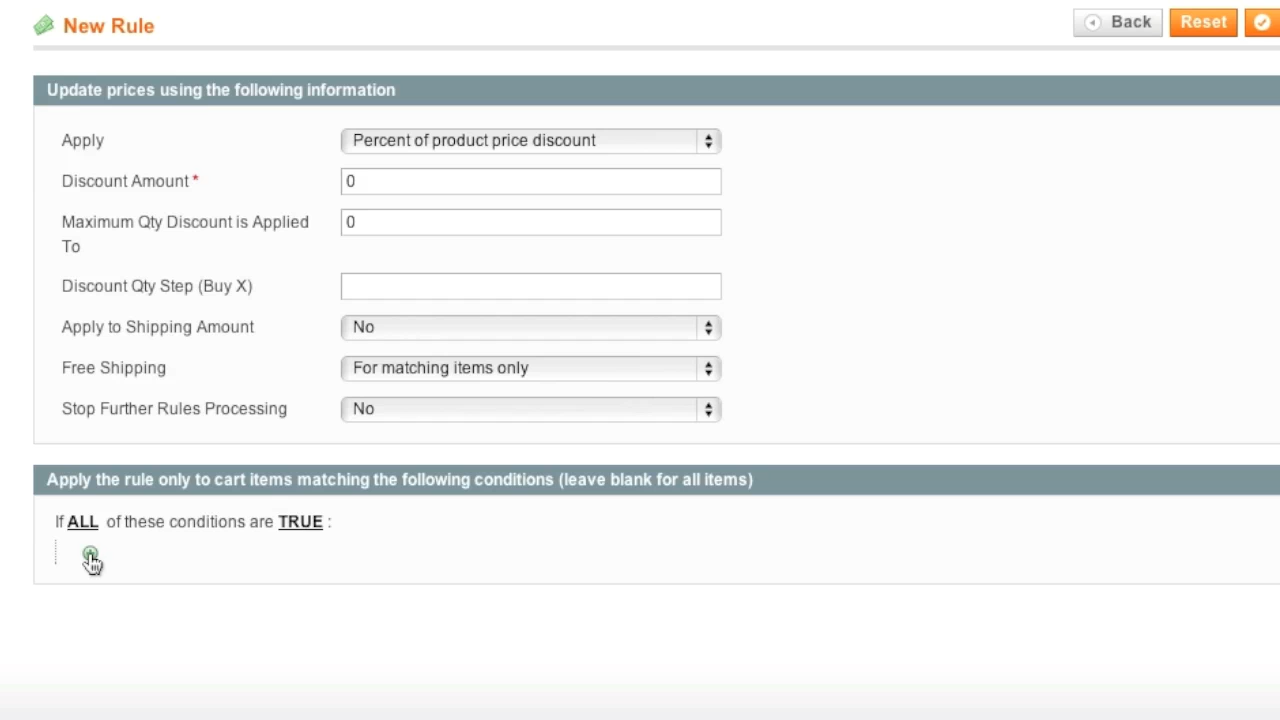 New Rule
Back
Reset
Update prices using the following information
Apply
Percent of product price discount
Discount Amount *
0
Maximum Qty Discount is Applied
To
0
Discount Qty Step (Buy X)
Apply to Shipping Amount
No
Free Shipping
For matching items only
Stop Further Rules Processing
No
Apply the rule only to cart items matching the following conditions (leave blank for all items)
If ALL of these conditions are TRUE :